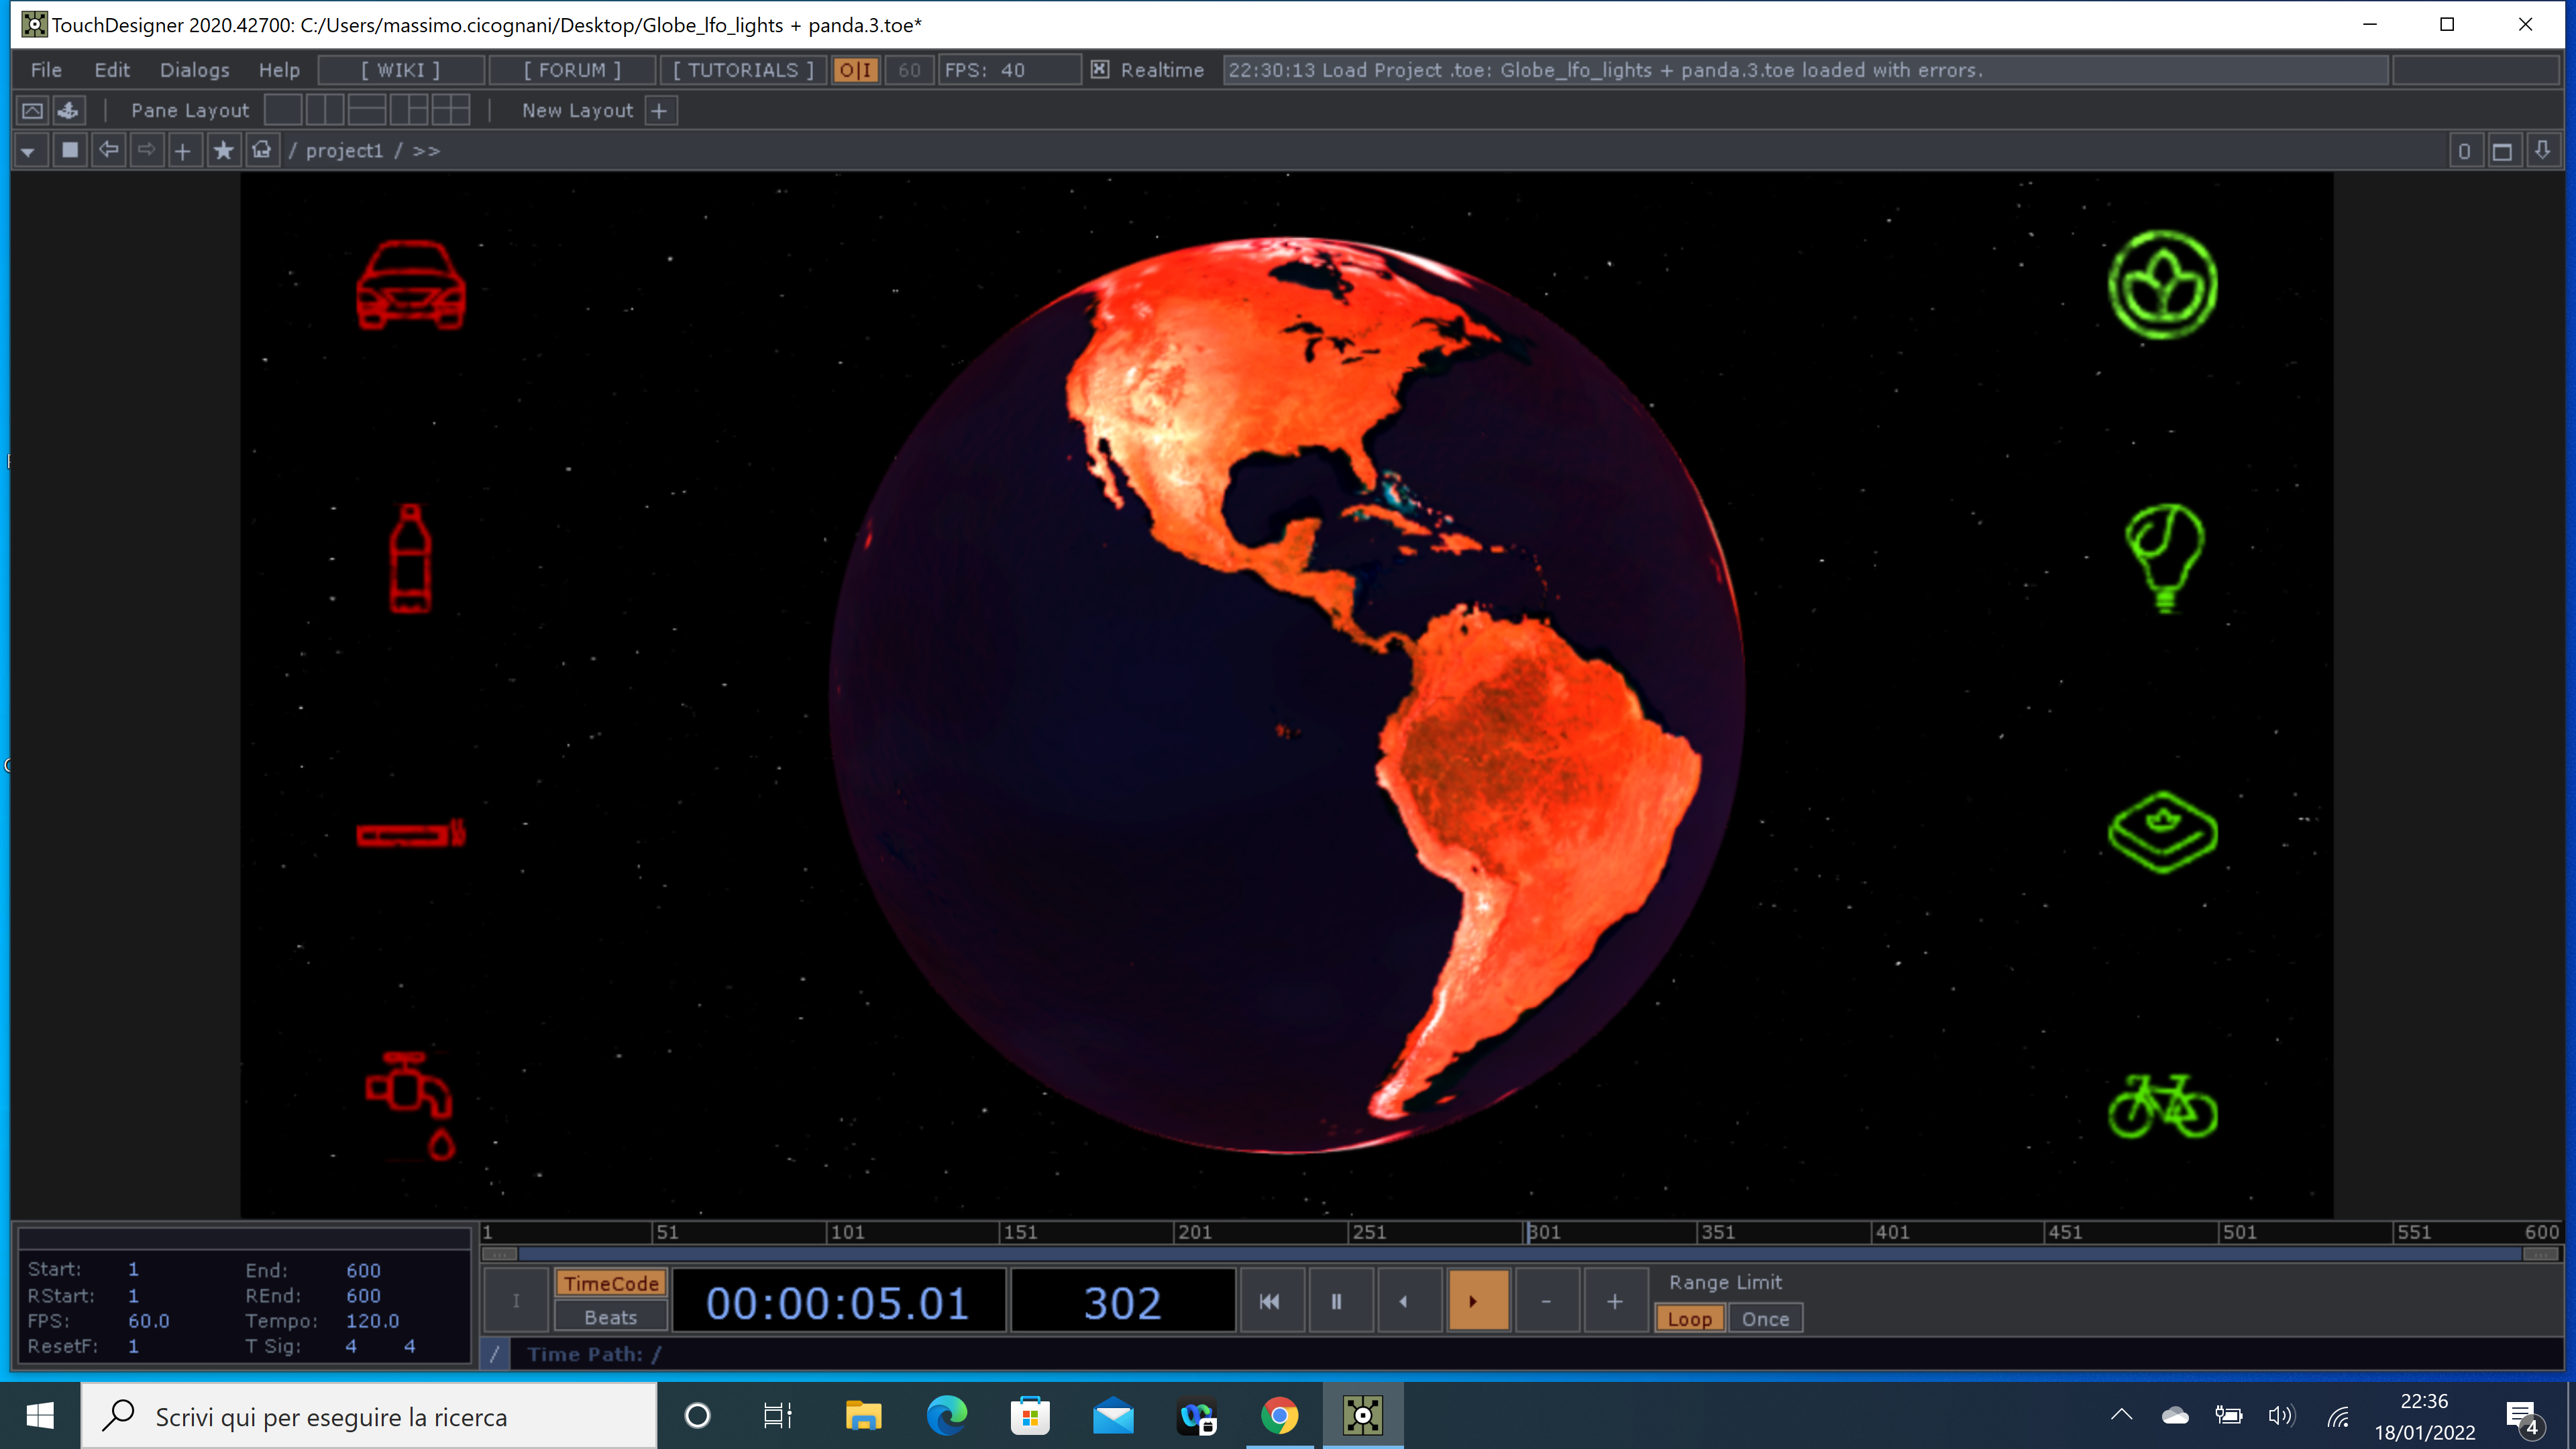 TouchDesigner 2020.42700: C:/Users/massimo.cicognani/Desktop/Globe_lfo_lights + panda.3.toe*
File Edit Dialogs Help [ WIKI ] [ FORUM ] [ TUTORIALS ] O|I 60 FPS: 40 Realtime 22:30:13 Load Project .toe: Globe_lfo_lights + panda.3.toe loaded with errors.
Pane Layout | New Layout +
/ project1 / >> 0
1 51 101 151 201 251 301 351 401 451 501 551 600
Start: 1 End: 600
RStart: 1 REnd: 600
FPS: 60.0 Tempo: 120.0
ResetF: 1 T Sig: 4 4
I TimeCode 00:00:05.01 302 - + Range Limit
Beats Loop Once
/ Time Path: /
Scrivi qui per eseguire la ricerca
22:36
18/01/2022
4